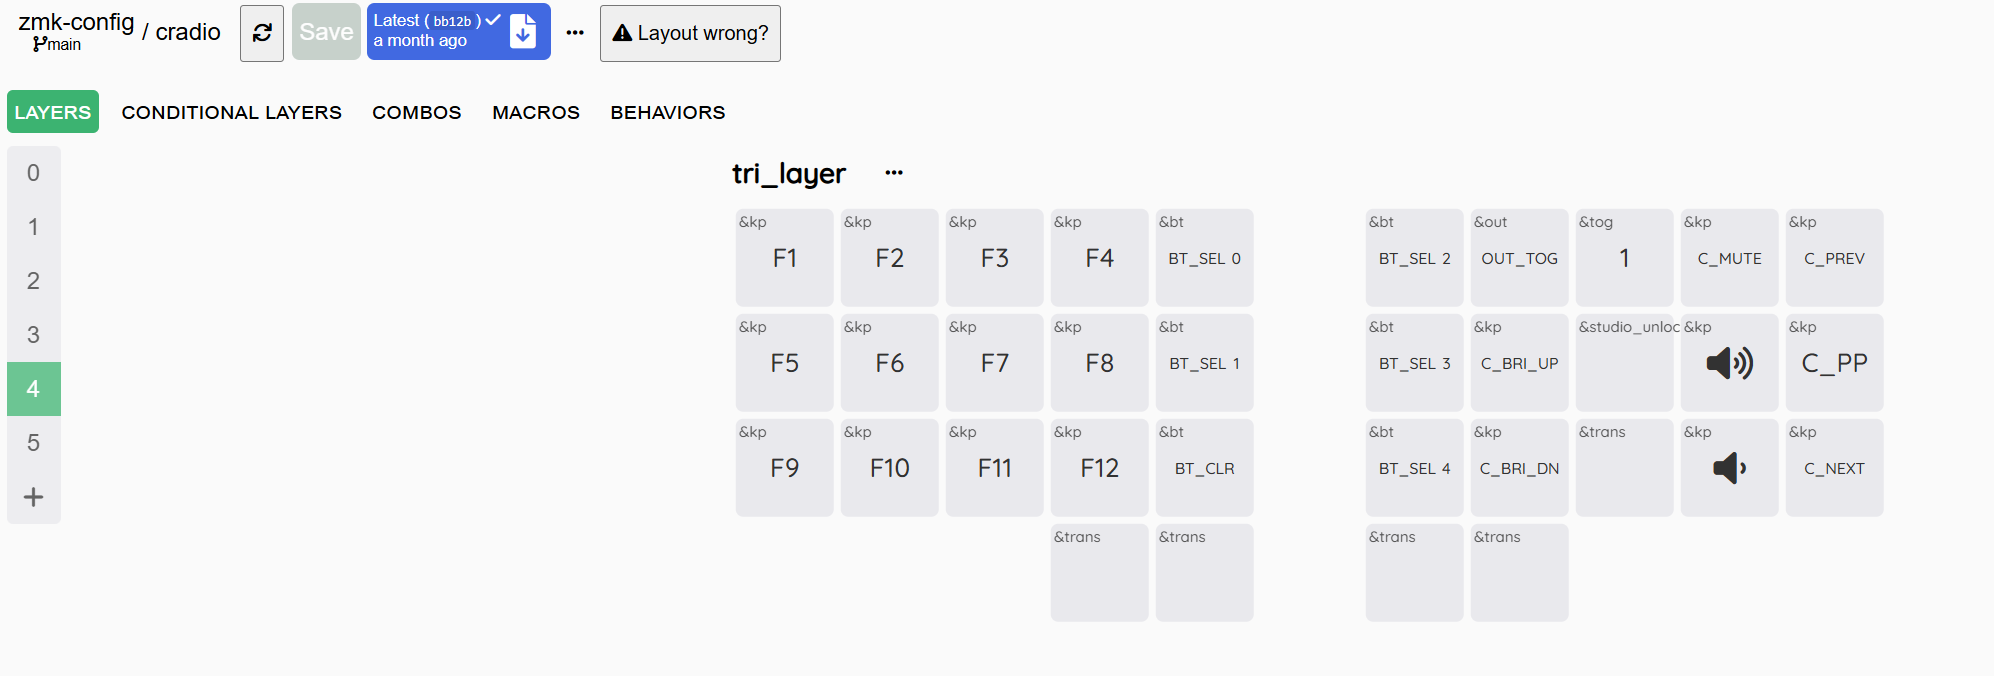 zmk-config / cradio
main
Save
Latest ( bb12b )
a month ago
Layout wrong?
LAYERS CONDITIONAL LAYERS COMBOS MACROS BEHAVIORS
0
1
2
3
4
5
+
tri_layer ...
&kp &kp &kp &kp &bt &bt &out &tog &kp &kp
F1 F2 F3 F4 BT_SEL 0 BT_SEL 2 OUT_TOG 1 C_MUTE C_PREV
&kp &kp &kp &kp &bt &bt &kp &studio_unloc &kp &kp
F5 F6 F7 F8 BT_SEL 1 BT_SEL 3 C_BRI_UP C_PP
&kp &kp &kp &kp &bt &bt &kp &trans &kp &kp
F9 F10 F11 F12 BT_CLR BT_SEL 4 C_BRI_DN C_NEXT
&trans &trans &trans &trans